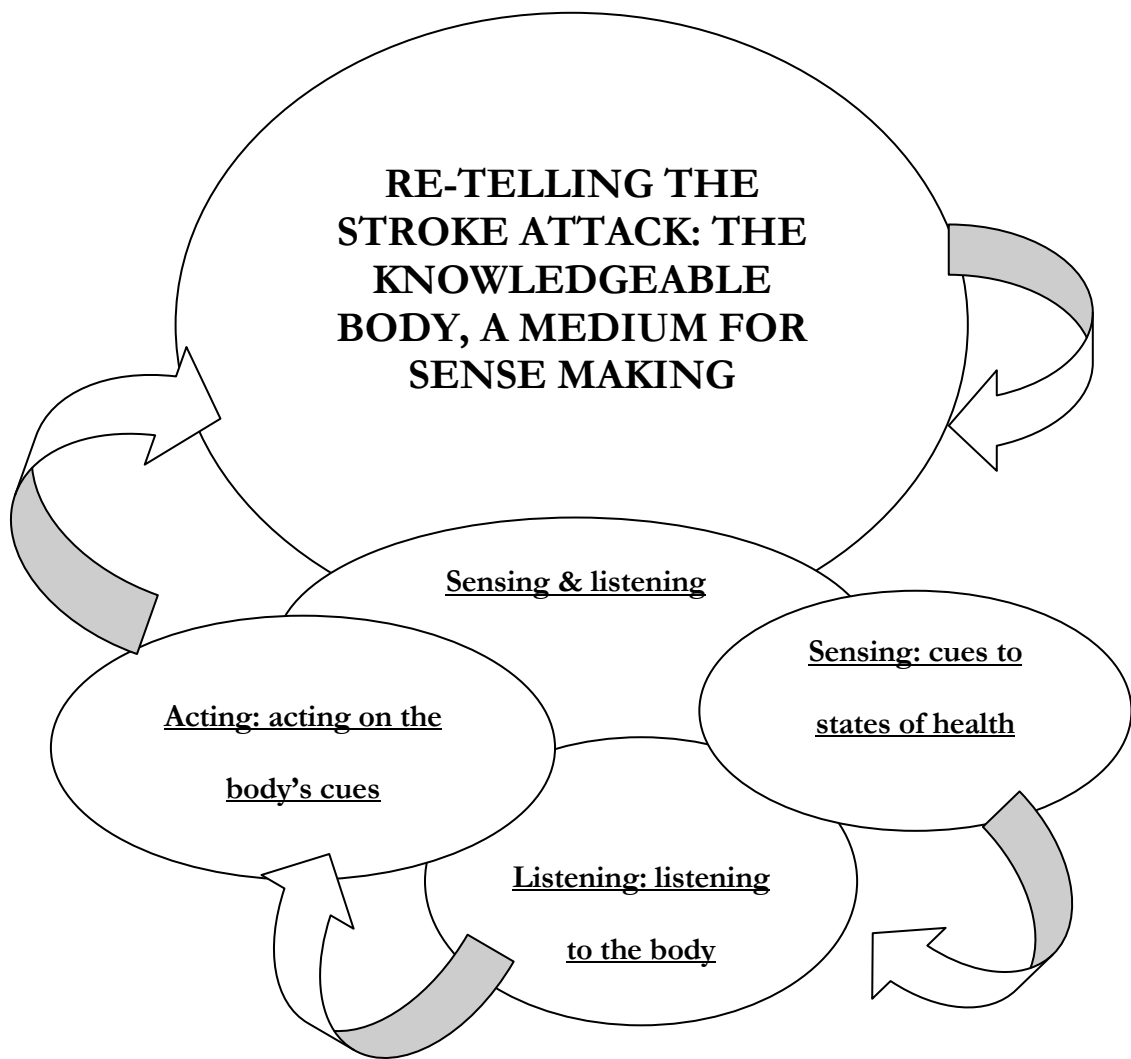 RE-TELLING THE
STROKE ATTACK: THE
KNOWLEDGEABLE
BODY, A MEDIUM FOR
SENSE MAKING
Sensing & listening
Sensing: cues to
states of health
Acting: acting on the
body’s cues
Listening: listening
to the body